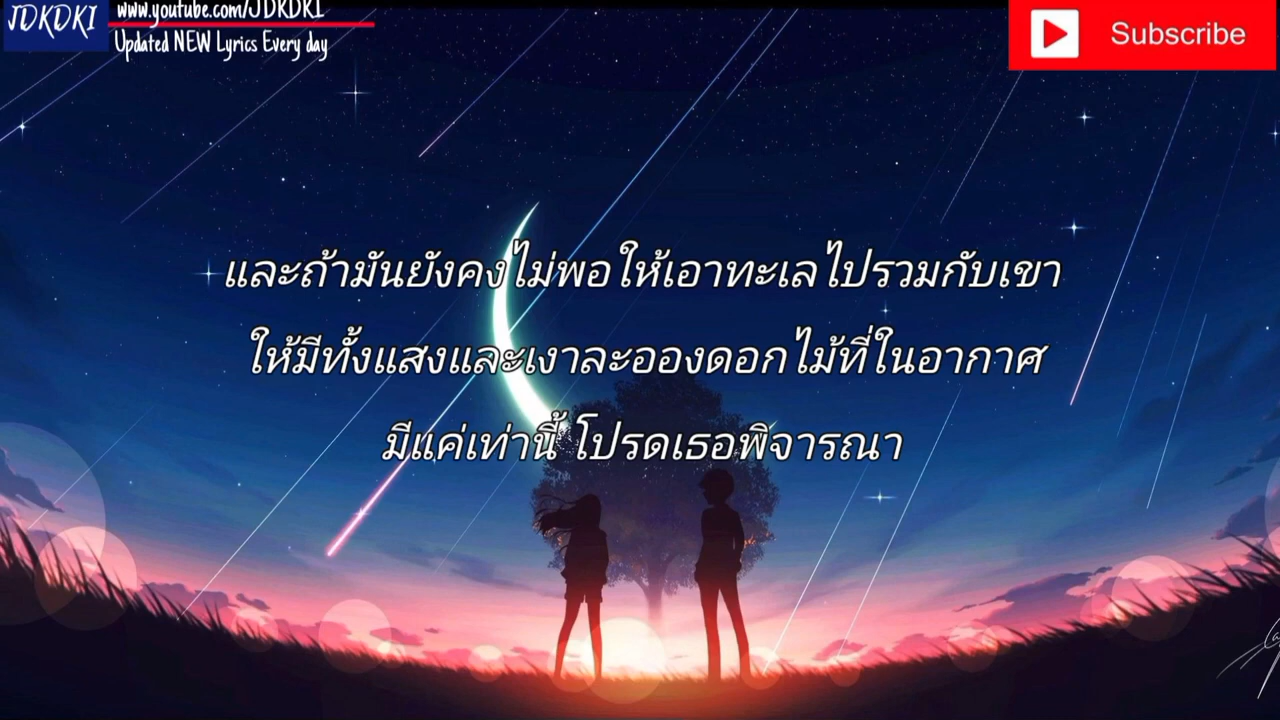 JDKDKI
www.youtube.com/JDKDKI
Updated NEW Lyrics Every day
Subscribe
และถ้ามันยังคงไม่พอให้เอาทะเลไปรวมกับเขา
ให้มีทั้งแสงและเงาละอองดอกไม้ที่ในอากาศ
มีแค่เท่านี้ โปรดเธอพิจารณา